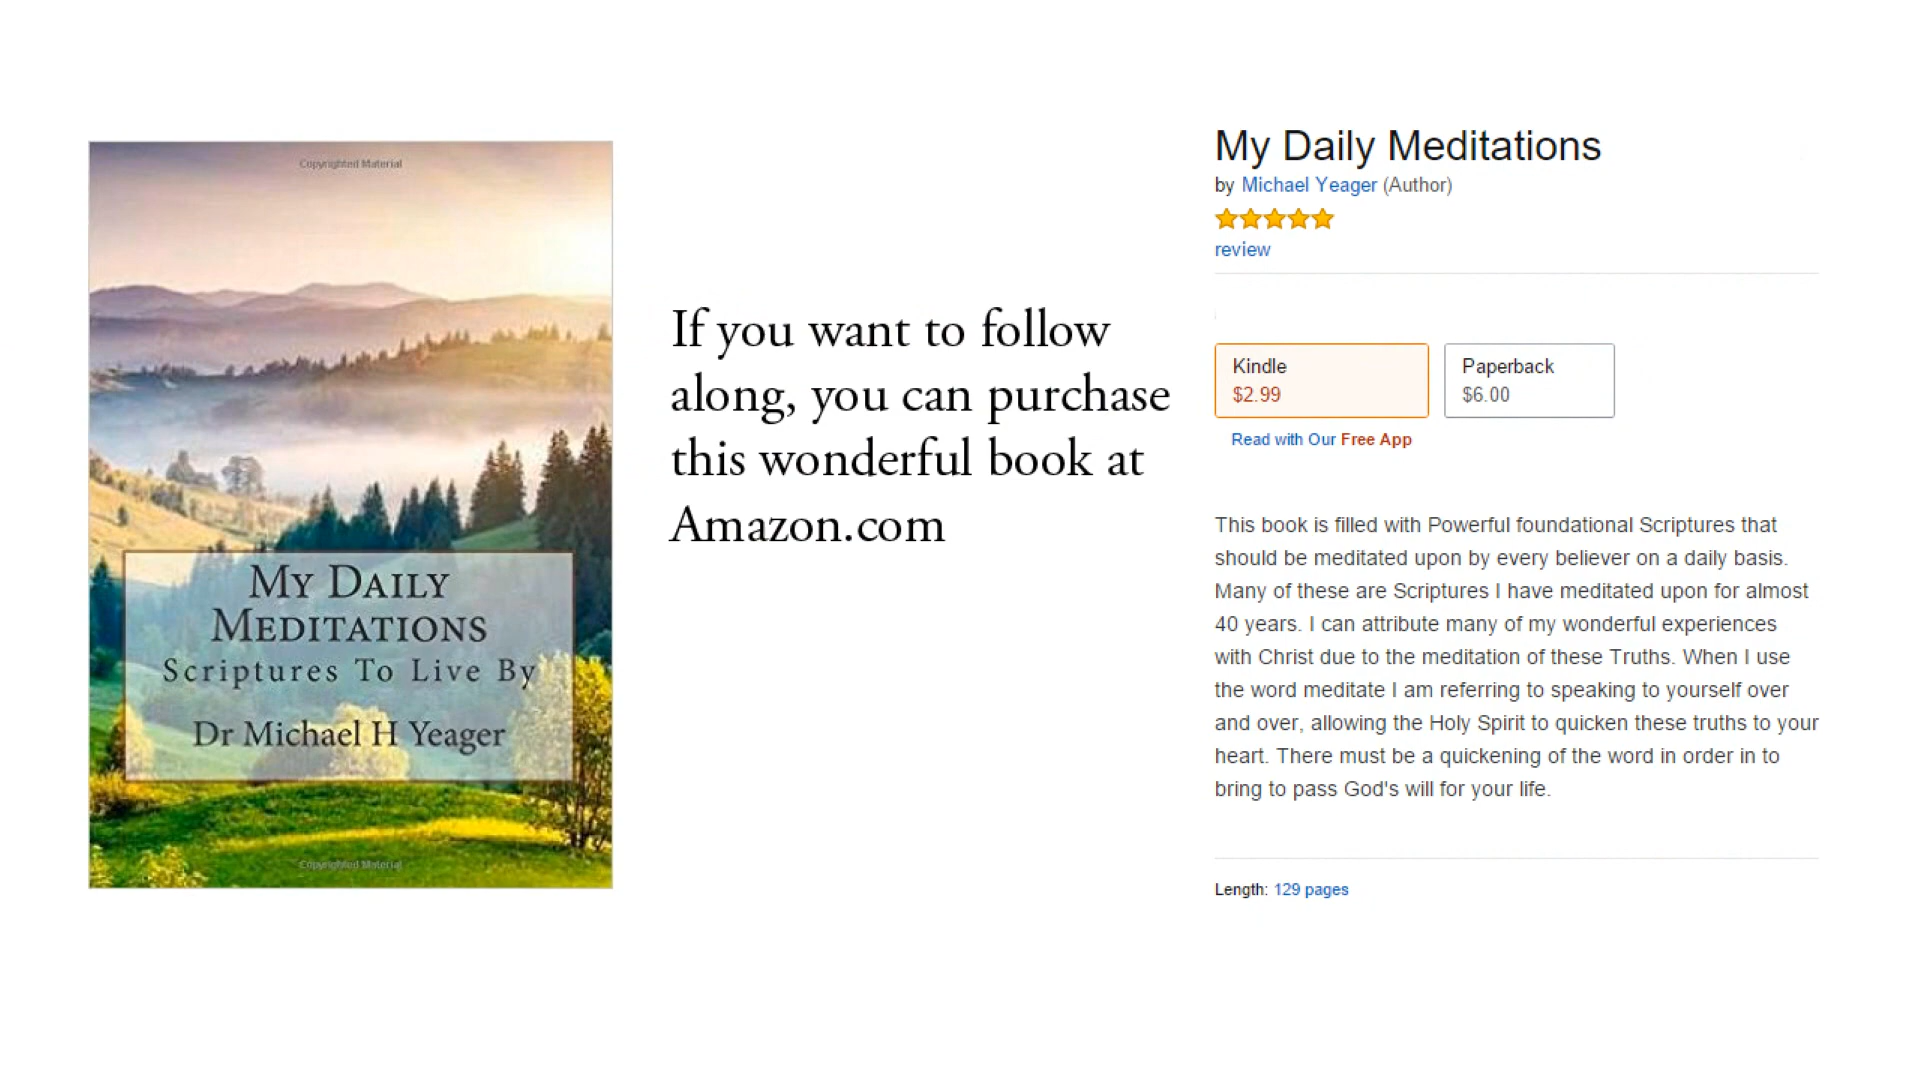 Copyrighted Material
My Daily
Meditations
Scriptures To Live By
Dr Michael H Yeager
Copyrighted Material
If you want to follow
along, you can purchase
this wonderful book at
Amazon.com
My Daily Meditations
by Michael Yeager (Author)
review
Kindle
$2.99
Paperback
$6.00
Read with Our Free App
This book is filled with Powerful foundational Scriptures that
should be meditated upon by every believer on a daily basis.
Many of these are Scriptures I have meditated upon for almost
40 years. I can attribute many of my wonderful experiences
with Christ due to the meditation of these Truths. When I use
the word meditate I am referring to speaking to yourself over
and over, allowing the Holy Spirit to quicken these truths to your
heart. There must be a quickening of the word in order in to
bring to pass God's will for your life.
Length: 129 pages